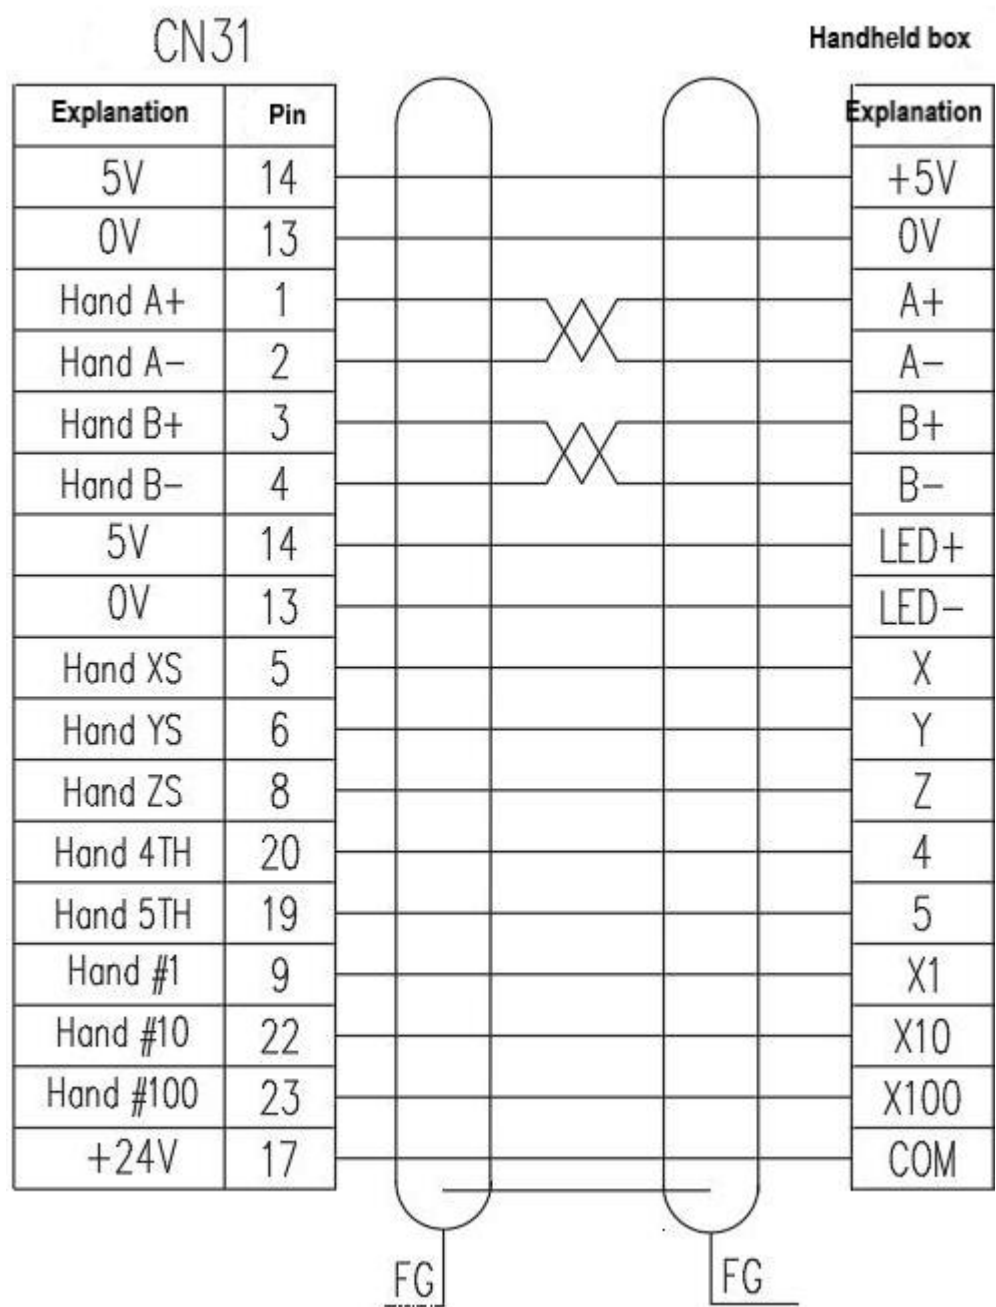 CN31 Handheld box
Explanation Pin Explanation
5V 14 +5V
0V 13 0V
Hand A+ 1 A+
Hand A- 2 A-
Hand B+ 3 B+
Hand B- 4 B-
5V 14 LED+
0V 13 LED-
Hand XS 5 X
Hand YS 6 Y
Hand ZS 8 Z
Hand 4TH 20 4
Hand 5TH 19 5
Hand #1 9 X1
Hand #10 22 X10
Hand #100 23 X100
+24V 17 COM
FG FG